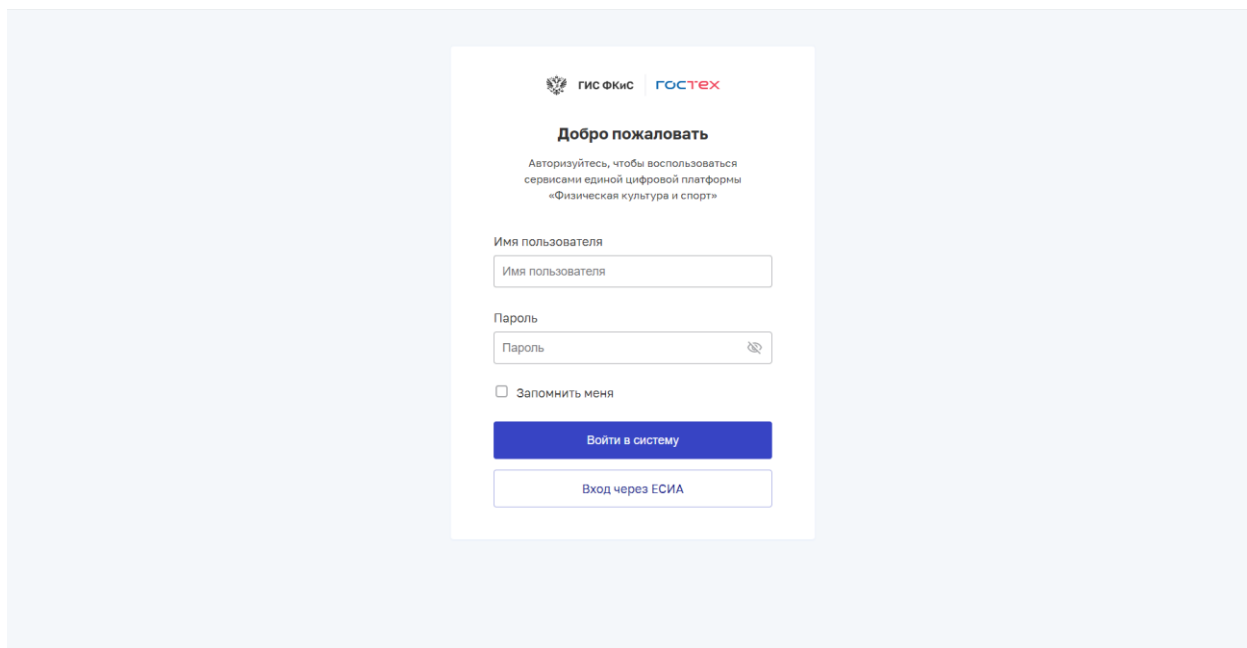 ГИС ФКиС гостех
Добро пожаловать
Авторизуйтесь, чтобы воспользоваться
сервисами единой цифровой платформы
«Физическая культура и спорт»
Имя пользователя
Имя пользователя
Пароль
Пароль
Запомнить меня
Войти в систему
Вход через ЕСИА